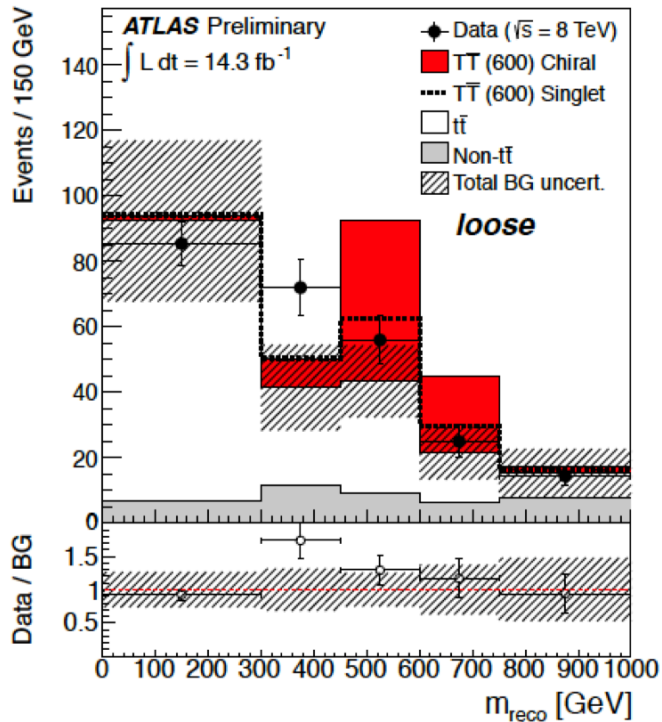 ATLAS Preliminary
∫ L dt = 14.3 fb⁻¹
Data (√s = 8 TeV)
TT̅ (600) Chiral
TT̅ (600) Singlet
tt̅
Non-tt̅
Total BG uncert.
loose
Events / 150 GeV
140
120
100
80
60
40
20
0
Data / BG
1.5
1
0.5
0 100 200 300 400 500 600 700 800 900 1000
m_reco [GeV]